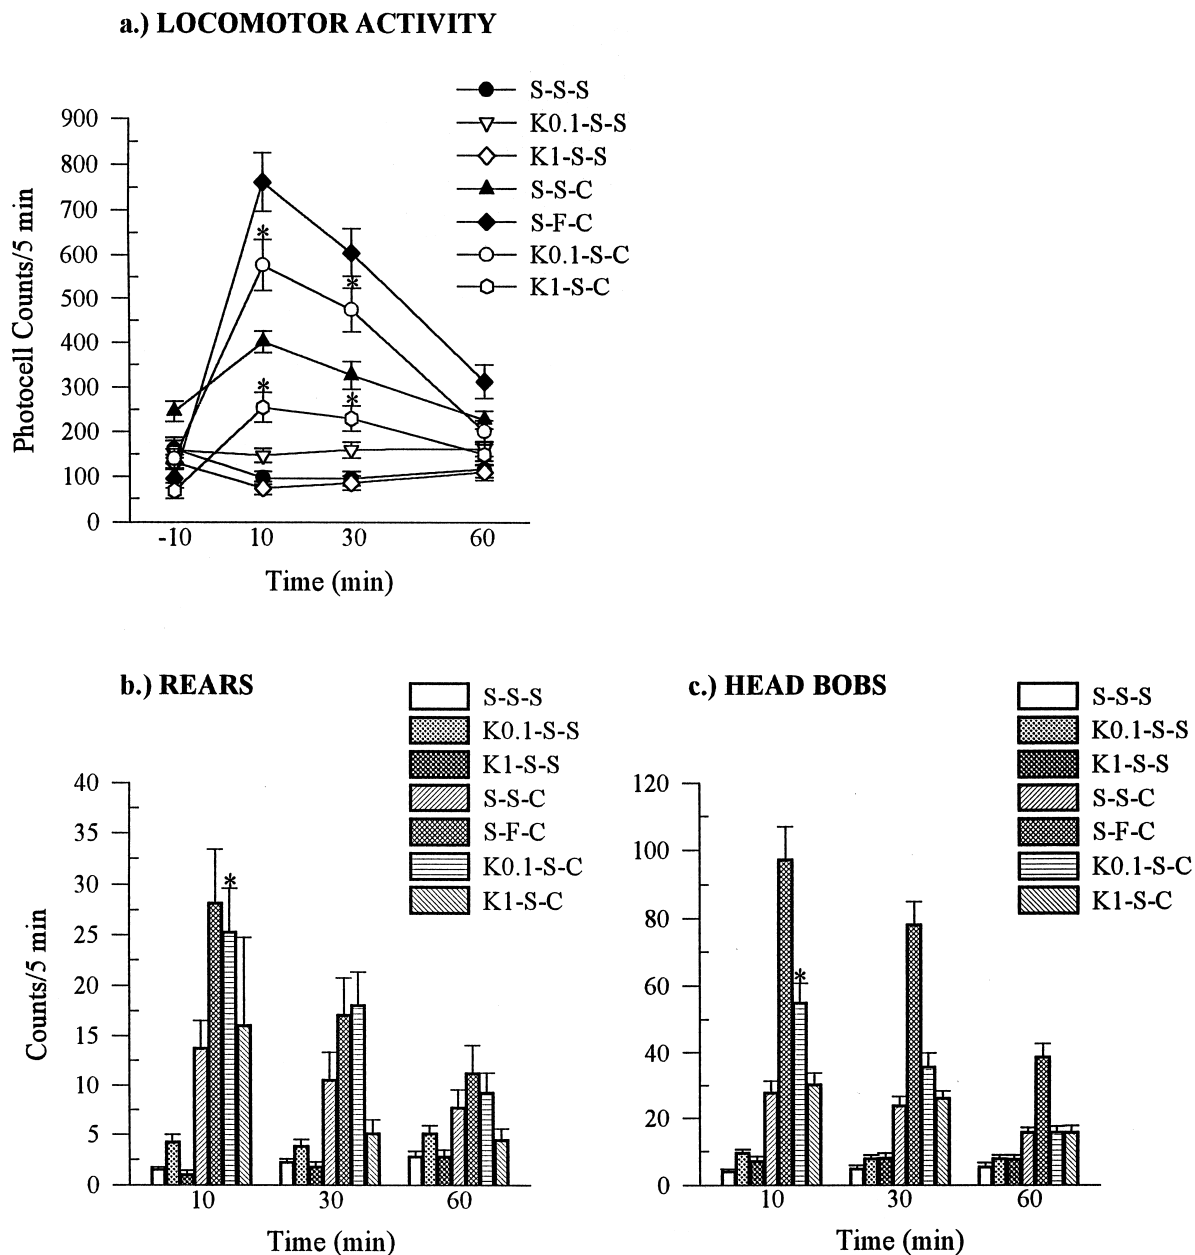 a.) LOCOMOTOR ACTIVITY
S-S-S
K0.1-S-S
K1-S-S
S-S-C
S-F-C
K0.1-S-C
K1-S-C
900
800
700
600
500
400
300
200
100
0
Photocell Counts/5 min
* *
* *
-10 10 30 60
Time (min)
b.) REARS
S-S-S
K0.1-S-S
K1-S-S
S-S-C
S-F-C
K0.1-S-C
K1-S-C
40
35
30
25
20
15
10
5
0
Counts/5 min
*
10 30 60
Time (min)
c.) HEAD BOBS
S-S-S
K0.1-S-S
K1-S-S
S-S-C
S-F-C
K0.1-S-C
K1-S-C
120
100
80
60
40
20
0
*
10 30 60
Time (min)